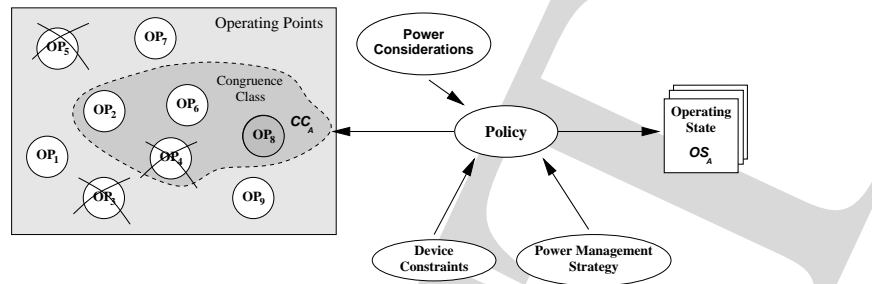 Operating Points
OP5
OP7
Congruence
Class
OP2
OP6
OP8
CCA
OP1
OP4
OP3
OP9
Power
Considerations
Policy
Device
Constraints
Power Management
Strategy
Operating
State
OSA